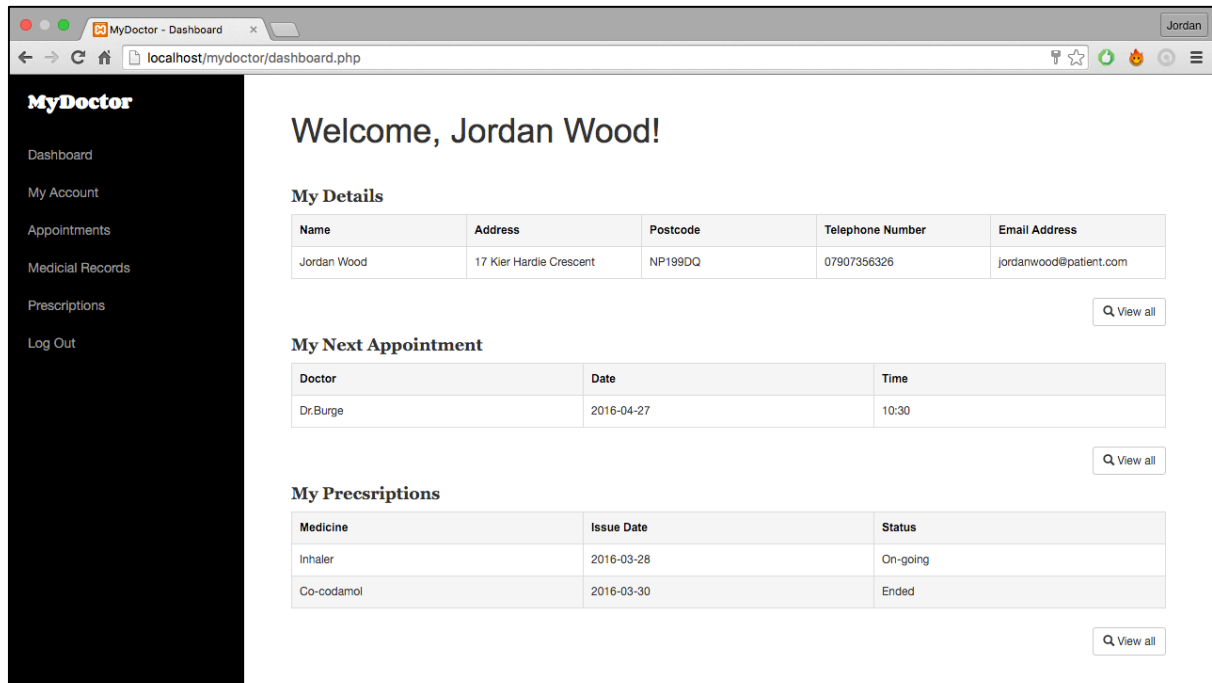 MyDoctor - Dashboard
Jordan
localhost/mydoctor/dashboard.php
MyDoctor
Dashboard
My Account
Appointments
Medicial Records
Prescriptions
Log Out
Welcome, Jordan Wood!
My Details
Name Address Postcode Telephone Number Email Address
Jordan Wood 17 Kier Hardie Crescent NP199DQ 07907356326 jordanwood@patient.com
View all
My Next Appointment
Doctor Date Time
Dr.Burge 2016-04-27 10:30
View all
My Precsriptions
Medicine Issue Date Status
Inhaler 2016-03-28 On-going
Co-codamol 2016-03-30 Ended
View all